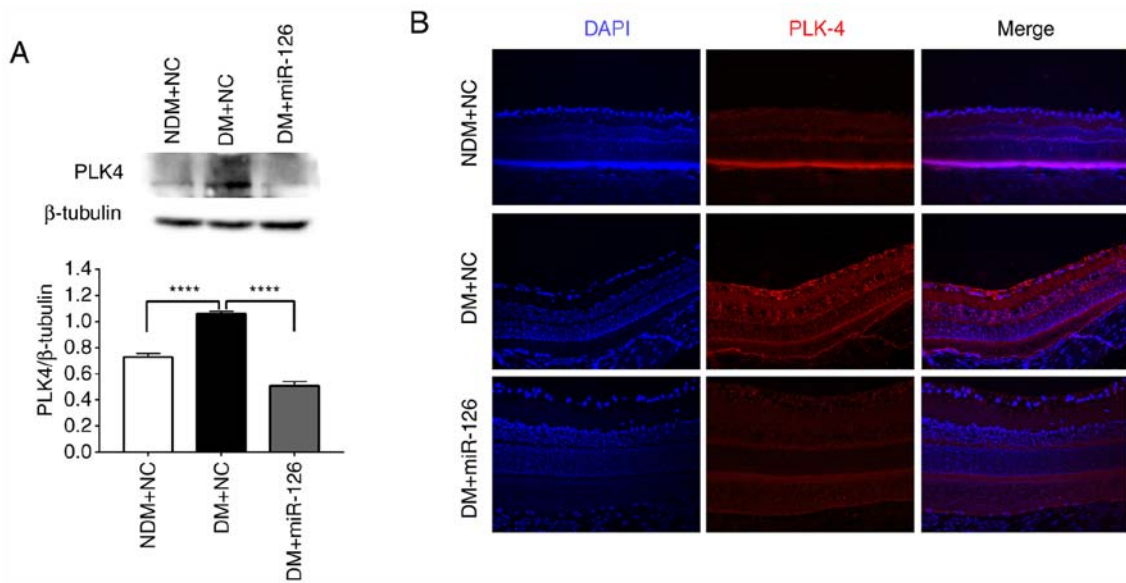 A
NDM+NC
DM+NC
DM+miR-126
PLK4
β-tubulin
PLK4/β-tubulin
1.4
1.2
1.0
0.8
0.6
0.4
0.2
0.0
****
****
NDM+NC
DM+NC
DM+miR-126
B
DAPI
PLK-4
Merge
NDM+NC
DM+NC
DM+miR-126